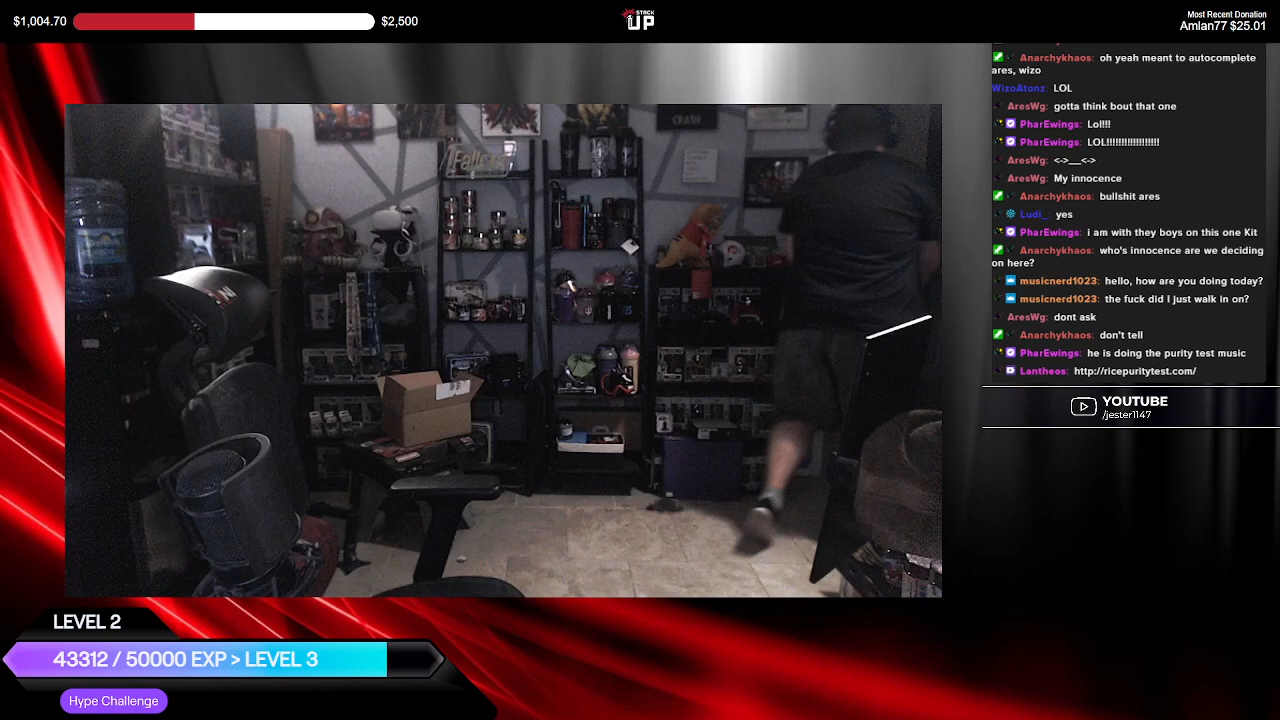 $1,004.70
$2,500
STACK
UP
Most Recent Donation
Amlan77 $25.01
Anarchykhaos: oh yeah meant to autocomplete
ares, wizo
WizoAtonz: LOL
AresWg: gotta think bout that one
PharEwings: Lol!!!
PharEwings: LOL!!!!!!!!!!!!!!!!!!
AresWg: <->__<->
AresWg: My innocence
Anarchykhaos: bullshit ares
Ludi_: yes
PharEwings: i am with they boys on this one Kit
Anarchykhaos: who's innocence are we deciding
on here?
musicnerd1023: hello, how are you doing today?
musicnerd1023: the fuck did I just walk in on?
AresWg: dont ask
Anarchykhaos: don't tell
PharEwings: he is doing the purity test music
Lantheos: http://ricepuritytest.com/
YOUTUBE
/jester1147
CRASH
Fallout
LEVEL 2
43312 / 50000 EXP > LEVEL 3
Hype Challenge